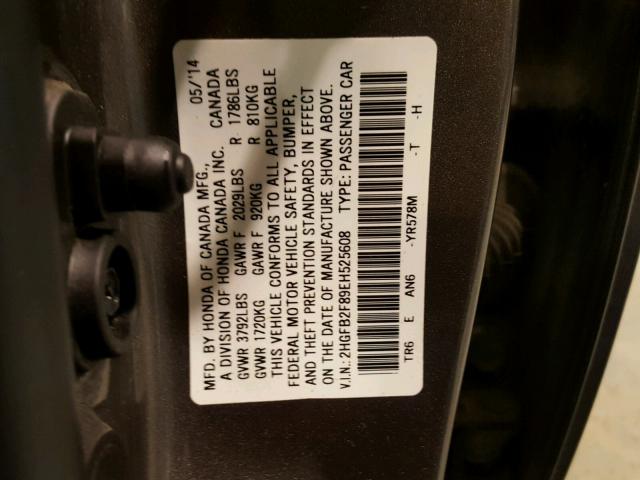 MFD. BY HONDA OF CANADA MFG., 05/'14
A DIVISION OF HONDA CANADA INC. CANADA
GVWR 3792LBS GAWR F 2029LBS R 1786LBS
GVWR 1720KG GAWR F 920KG R 810KG
THIS VEHICLE CONFORMS TO ALL APPLICABLE
FEDERAL MOTOR VEHICLE SAFETY, BUMPER,
AND THEFT PREVENTION STANDARDS IN EFFECT
ON THE DATE OF MANUFACTURE SHOWN ABOVE.
V.I.N.:2HGFB2F89EH525608 TYPE: PASSENGER CAR
TR6 E AN6 -YR578M -T -H